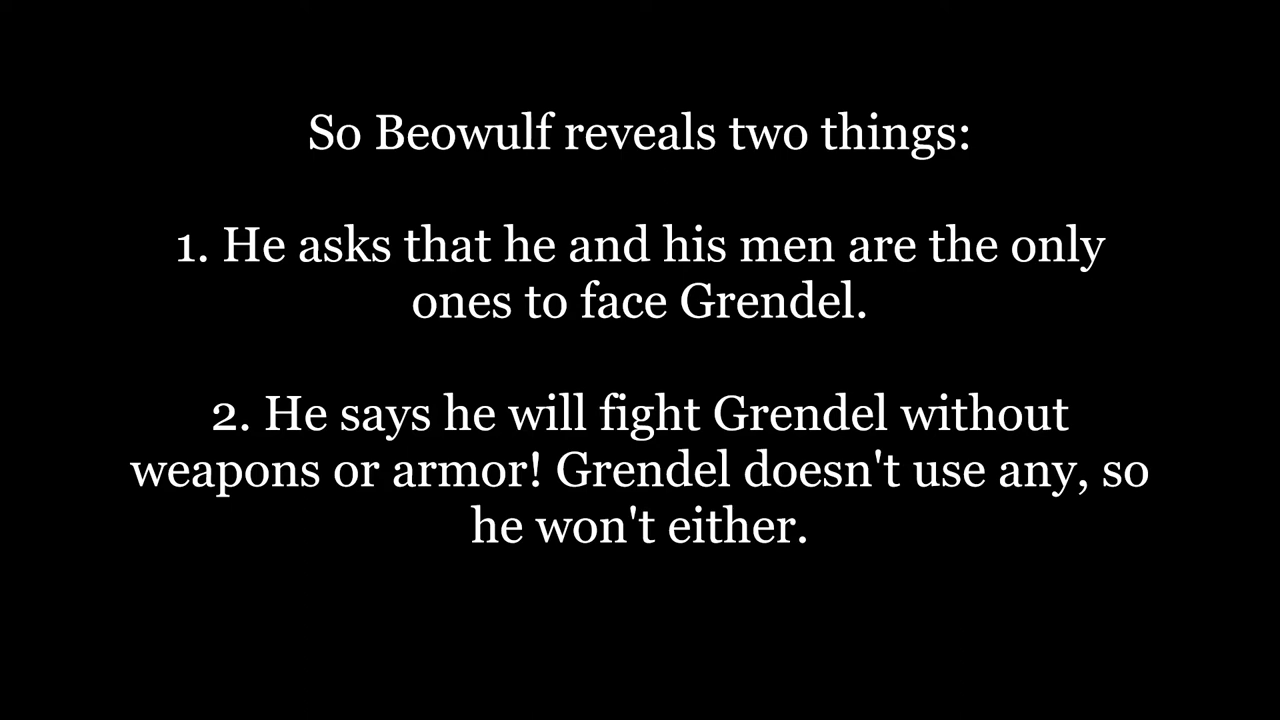 So Beowulf reveals two things:
1. He asks that he and his men are the only
ones to face Grendel.
2. He says he will fight Grendel without
weapons or armor! Grendel doesn't use any, so
he won't either.